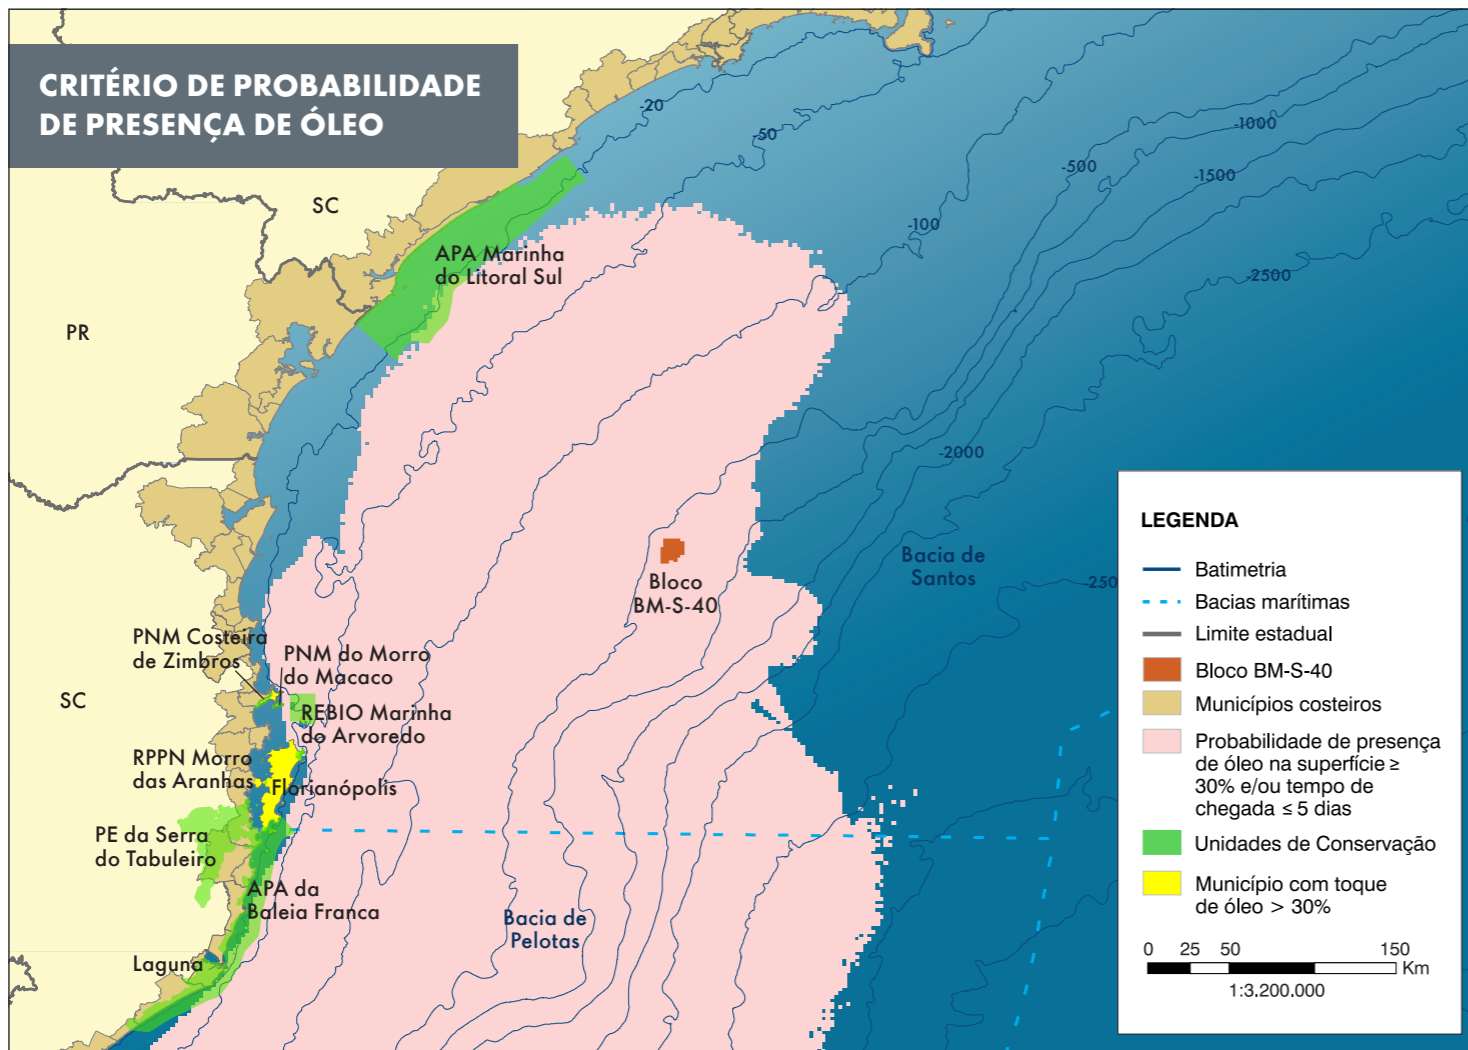 CRITÉRIO DE PROBABILIDADE
DE PRESENÇA DE ÓLEO
SC
PR
SC
-20
-50
-100
-500
-1000
-1500
-2500
-2000
-250
APA Marinha
do Litoral Sul
Bloco
BM-S-40
Bacia de
Santos
PNM Costeira
de Zimbros
PNM do Morro
do Macaco
REBIO Marinha
do Arvoredo
RPPN Morro
das Aranhas
Florianópolis
PE da Serra
do Tabuleiro
APA da
Baleia Franca
Laguna
Bacia de
Pelotas
LEGENDA
Batimetria
Bacias marítimas
Limite estadual
Bloco BM-S-40
Municípios costeiros
Probabilidade de presença
de óleo na superfície ≥
30% e/ou tempo de
chegada ≤ 5 dias
Unidades de Conservação
Município com toque
de óleo > 30%
0 25 50 150
Km
1:3.200.000